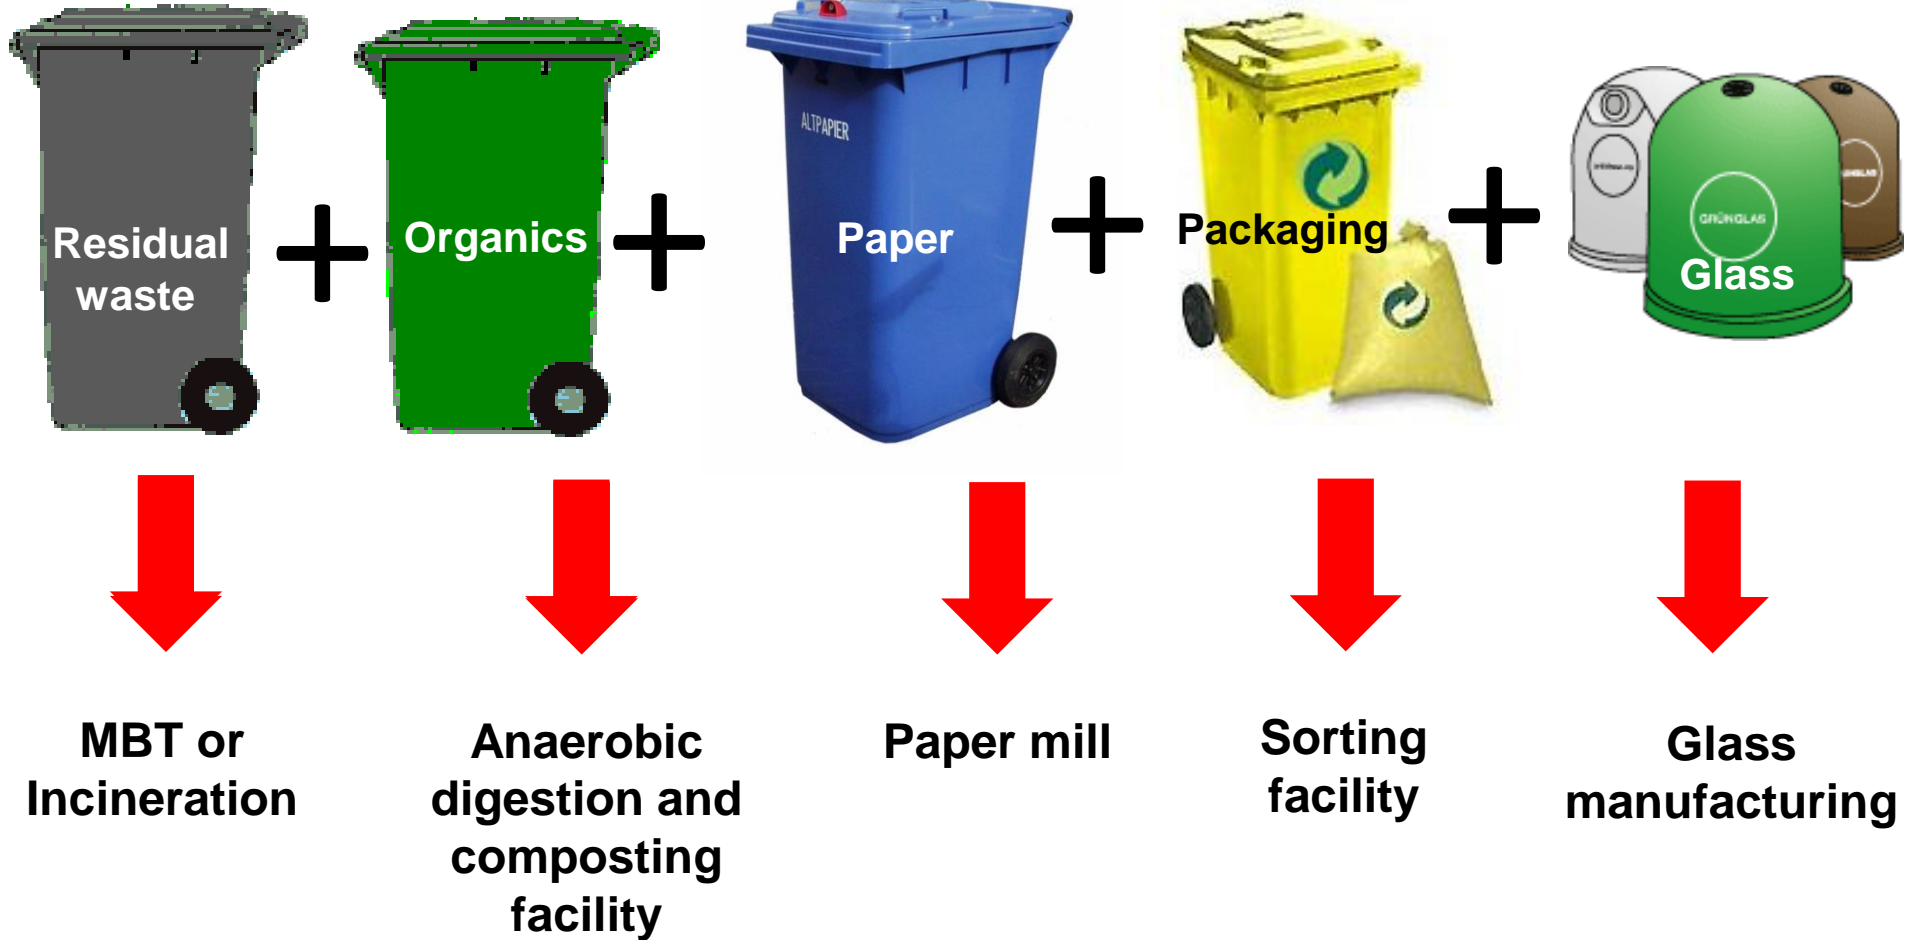 ALTPAPIER
Residual
waste
Organics
Paper
Packaging
GRÜNGLAS
Glass
MBT or
Incineration
Anaerobic
digestion and
composting
facility
Paper mill
Sorting
facility
Glass
manufacturing